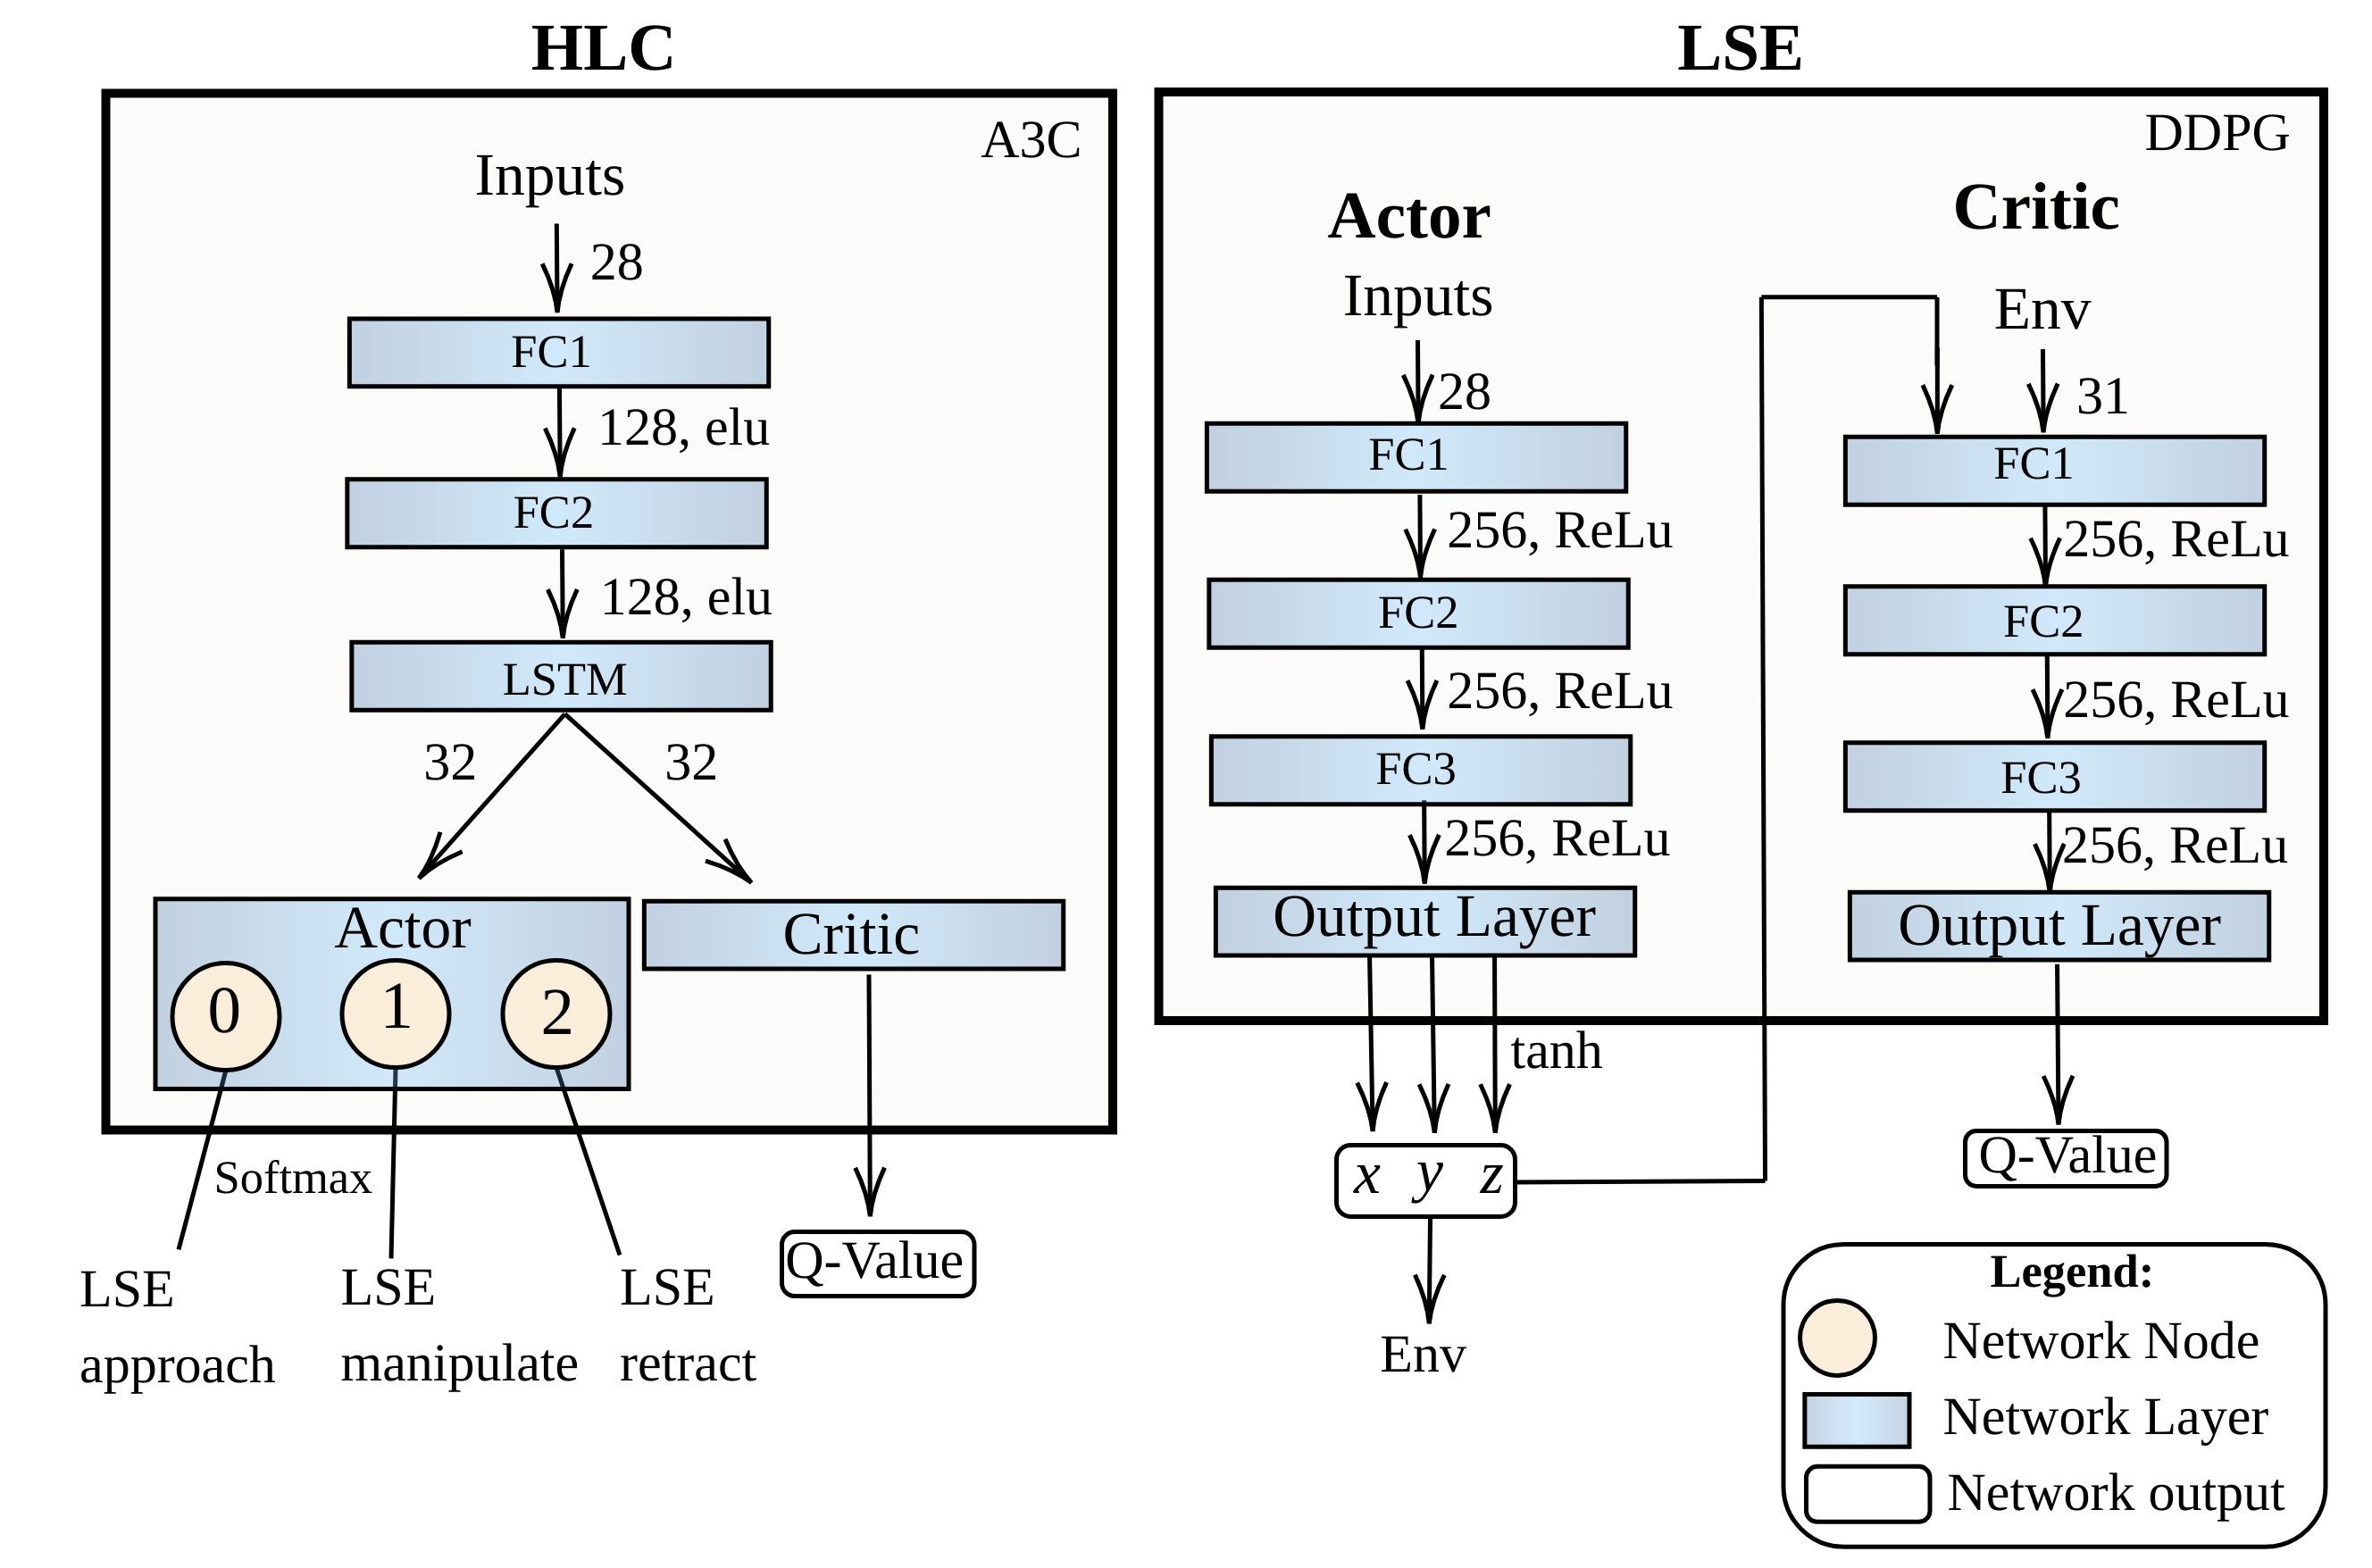 HLC
A3C
Inputs
28
FC1
128, elu
FC2
128, elu
LSTM
32
32
Actor
Critic
0
1
2
Softmax
LSE
approach
LSE
manipulate
LSE
retract
Q-Value
LSE
DDPG
Actor
Inputs
28
FC1
256, ReLu
FC2
256, ReLu
FC3
256, ReLu
Output Layer
tanh
x y z
Env
Critic
Env
31
FC1
256, ReLu
FC2
256, ReLu
FC3
256, ReLu
Output Layer
Q-Value
Legend:
Network Node
Network Layer
Network output